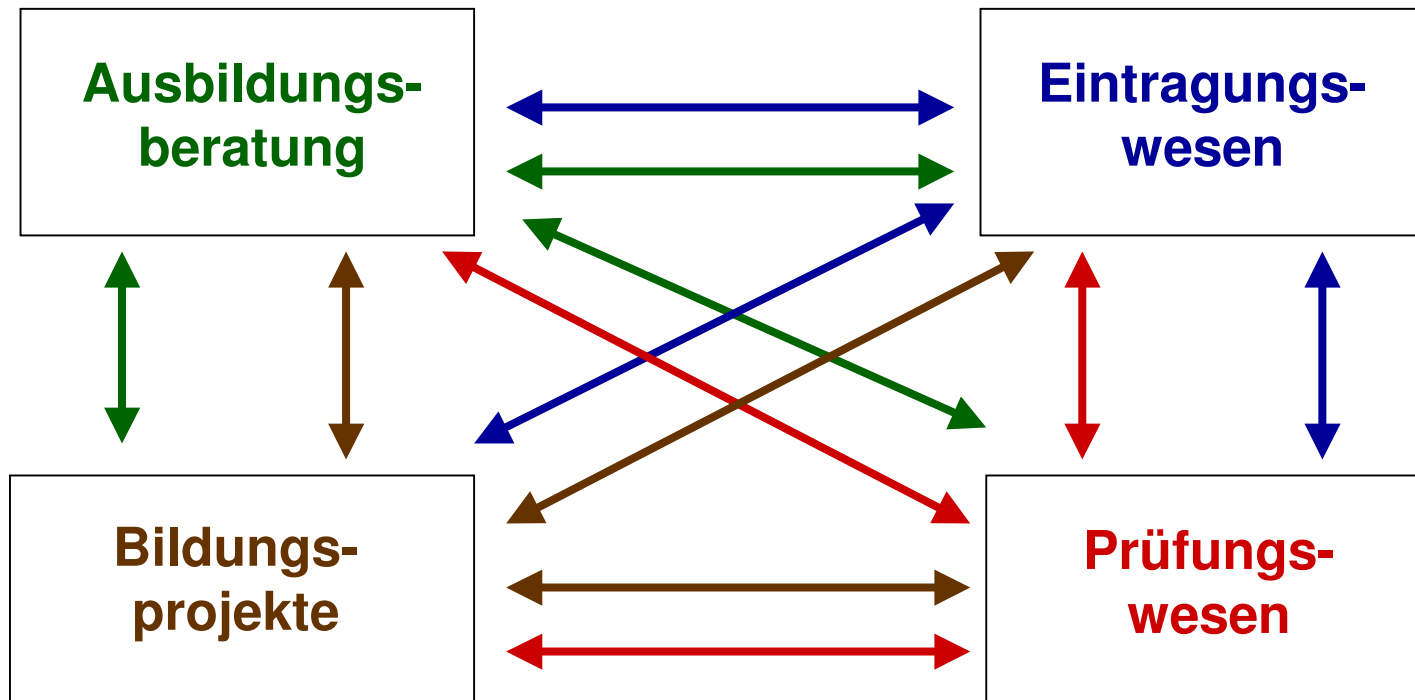 Ausbildungs-
beratung
Eintragungs-
wesen
Bildungs-
projekte
Prüfungs-
wesen